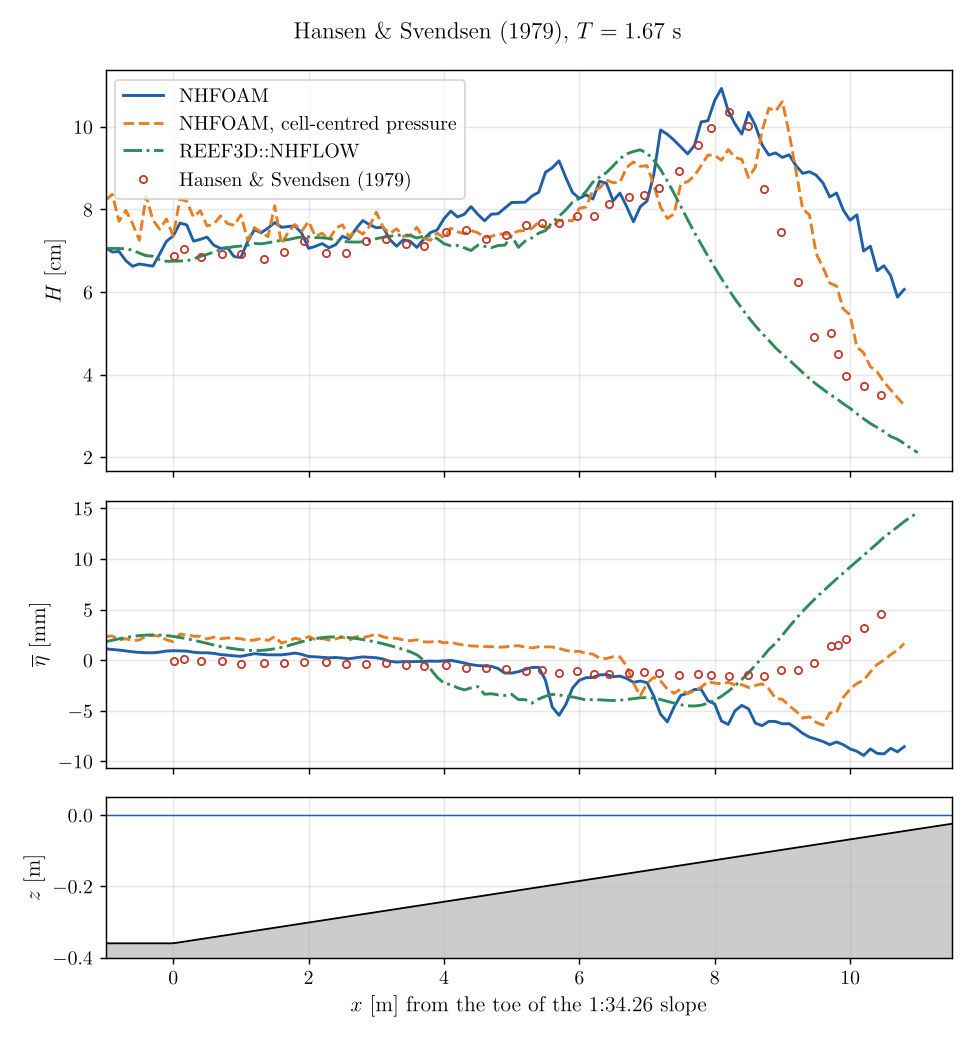 Hansen & Svendsen (1979), T = 1.67 s
NHFOAM
NHFOAM, cell-centred pressure
REEF3D::NHFLOW
Hansen & Svendsen (1979)
H [cm]
10
8
6
4
2
η̅ [mm]
15
10
5
0
−5
−10
z [m]
0.0
−0.2
−0.4
0 2 4 6 8 10
x [m] from the toe of the 1:34.26 slope